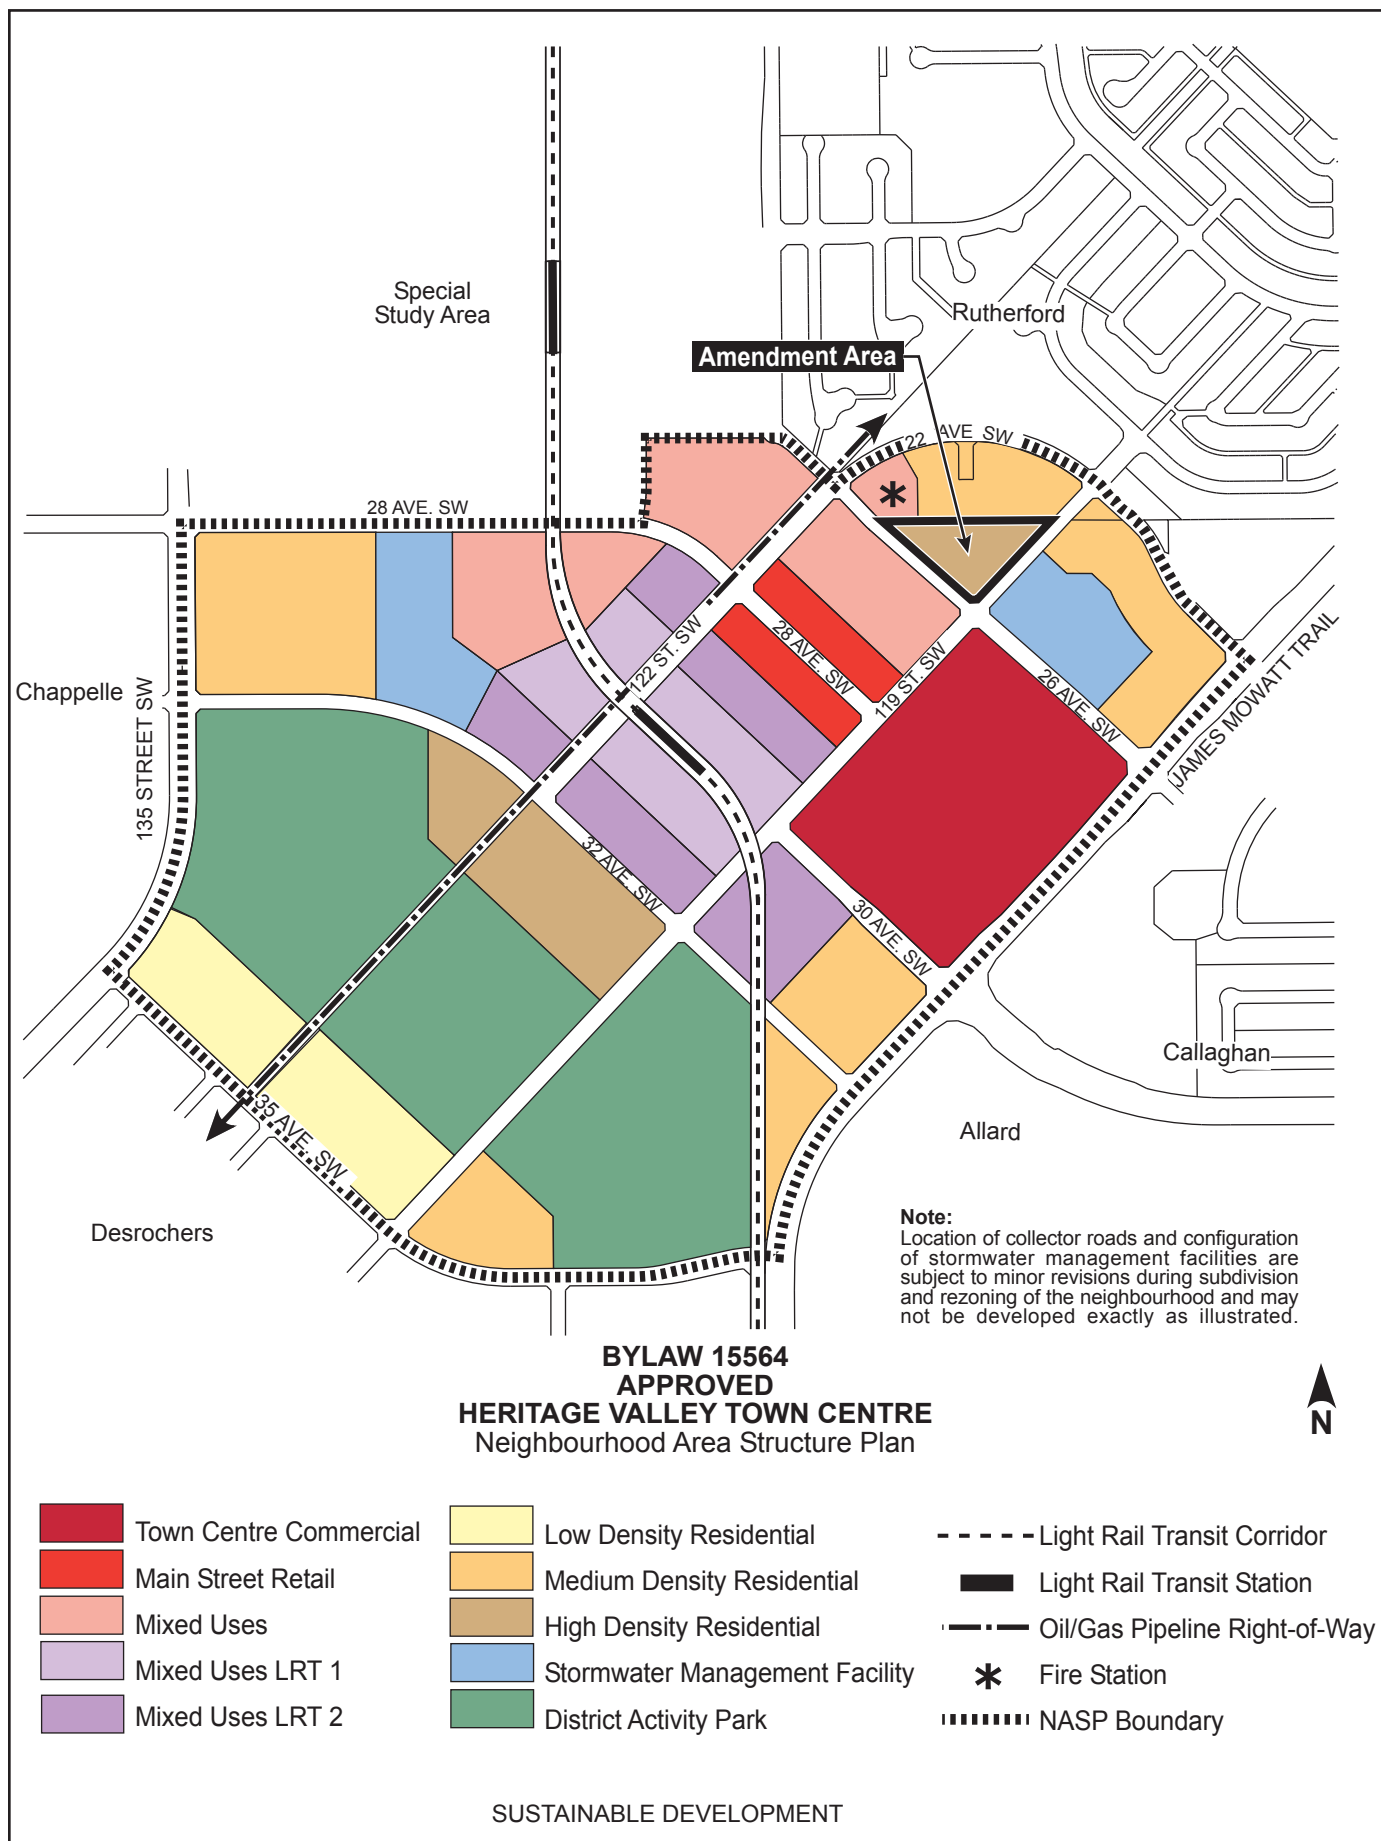 Special
Study Area
Rutherford
Amendment Area
22 AVE SW
28 AVE. SW
122 ST. SW
28 AVE. SW
119 ST. SW
26 AVE. SW
JAMES MOWATT TRAIL
Chappelle
135 STREET SW
32 AVE. SW
30 AVE. SW
Callaghan
35 AVE. SW
Allard
Desrochers
Note:
Location of collector roads and configuration
of stormwater management facilities are
subject to minor revisions during subdivision
and rezoning of the neighbourhood and may
not be developed exactly as illustrated.
BYLAW 15564
APPROVED
HERITAGE VALLEY TOWN CENTRE
Neighbourhood Area Structure Plan
N
Town Centre Commercial
Main Street Retail
Mixed Uses
Mixed Uses LRT 1
Mixed Uses LRT 2
Low Density Residential
Medium Density Residential
High Density Residential
Stormwater Management Facility
District Activity Park
Light Rail Transit Corridor
Light Rail Transit Station
Oil/Gas Pipeline Right-of-Way
Fire Station
NASP Boundary
SUSTAINABLE DEVELOPMENT